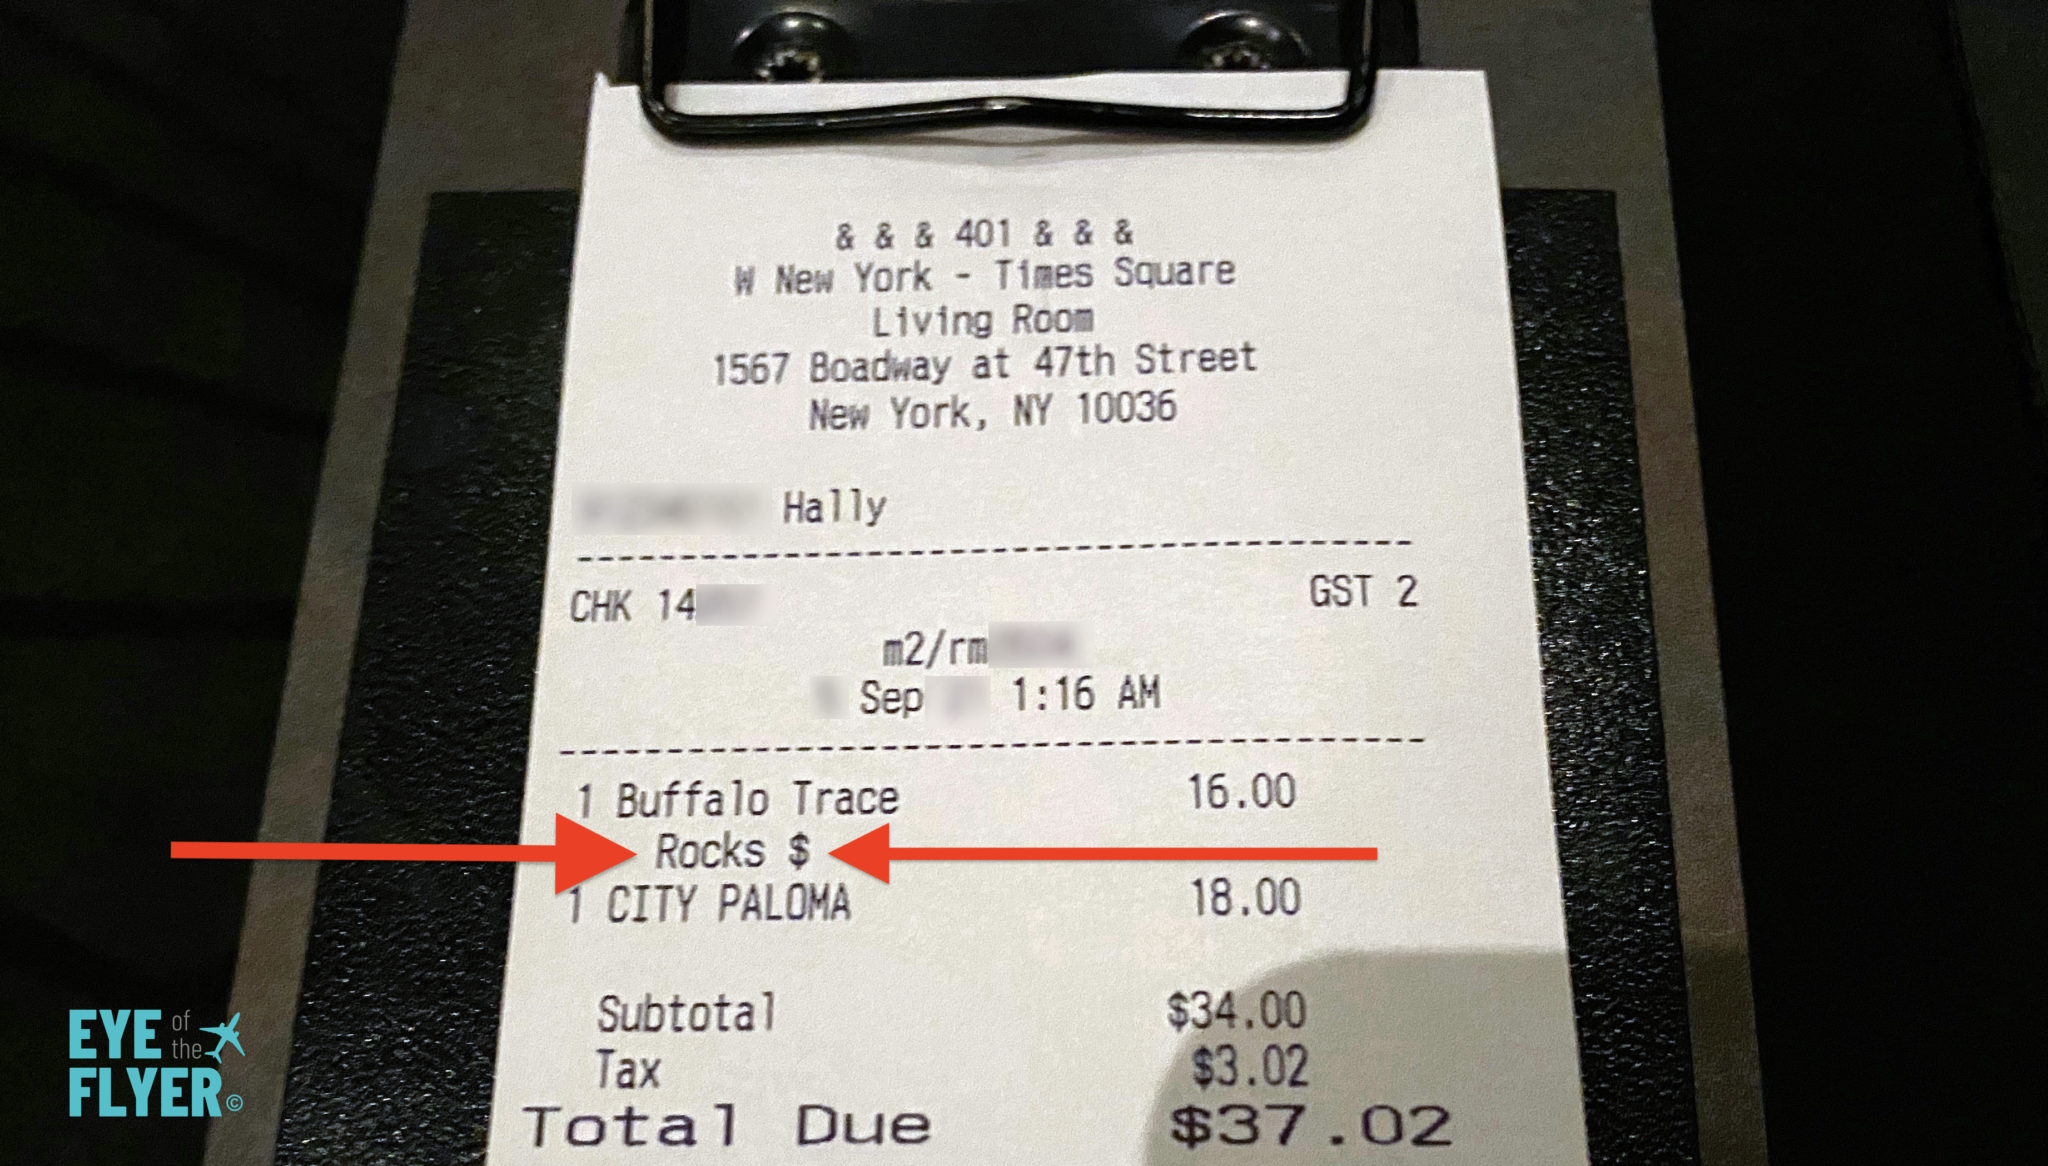 & & & 401 & & &
W New York - Times Square
Living Room
1567 Boadway at 47th Street
New York, NY 10036
Hally
CHK 14 GST 2
m2/rm
Sep 1:16 AM
1 Buffalo Trace 16.00
Rocks $
1 CITY PALOMA 18.00
Subtotal $34.00
Tax $3.02
Total Due $37.02
EYE of the
FLYER ©